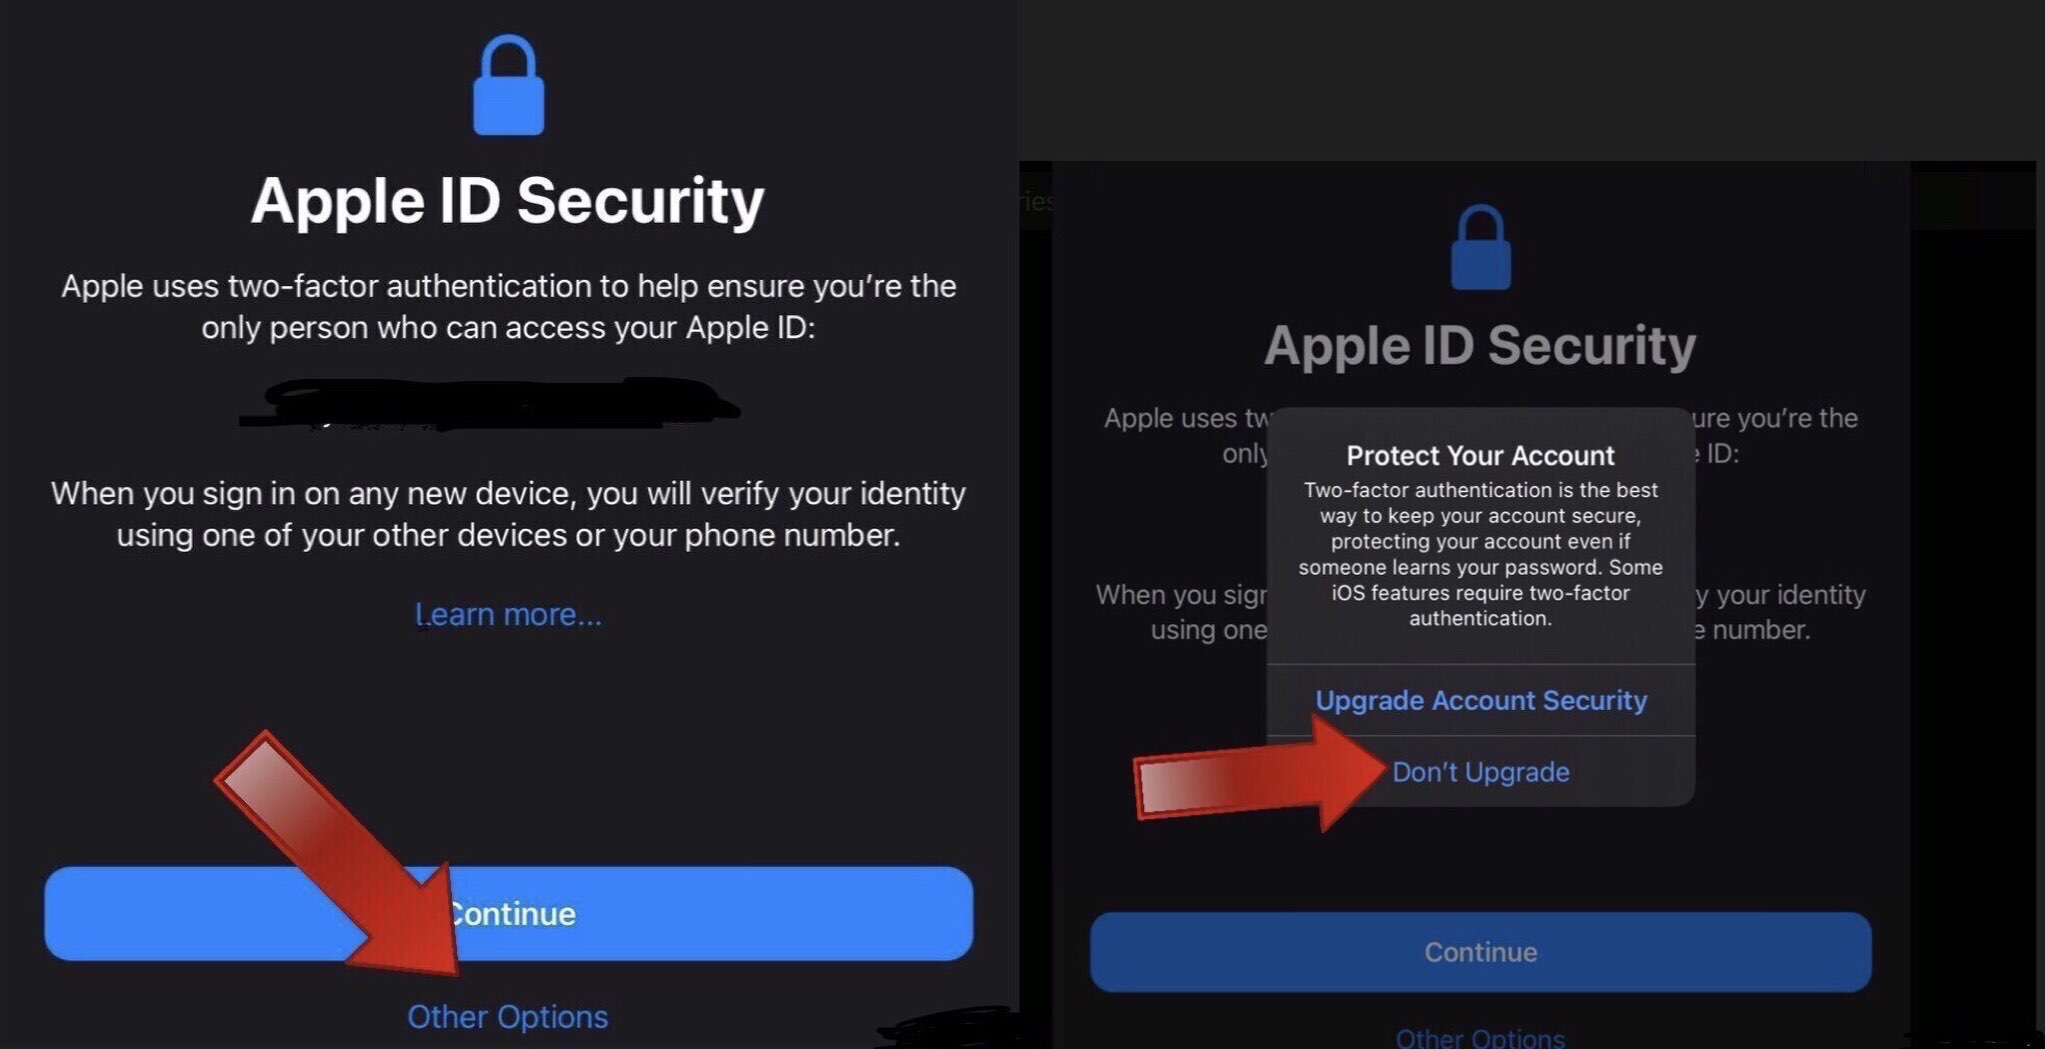 Apple ID Security
Apple uses two-factor authentication to help ensure you're the
only person who can access your Apple ID:
When you sign in on any new device, you will verify your identity
using one of your other devices or your phone number.
Learn more...
Continue
Other Options
ries
Apple ID Security
Apple uses tw
ure you're the
only
ID:
When you sign
y your identity
using one
e number.
Protect Your Account
Two-factor authentication is the best
way to keep your account secure,
protecting your account even if
someone learns your password. Some
iOS features require two-factor
authentication.
Upgrade Account Security
Don't Upgrade
Continue
Other Options